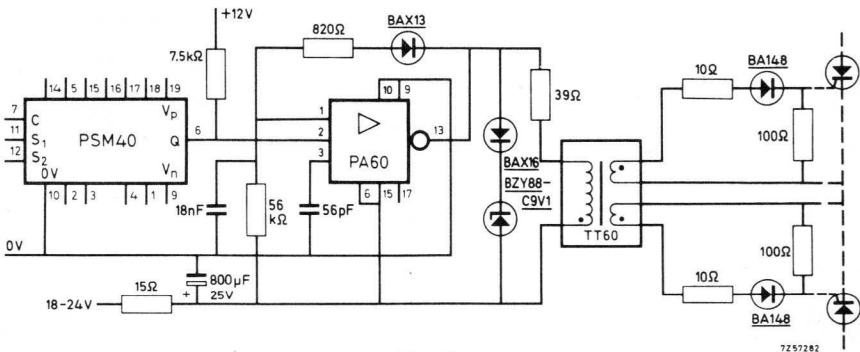 +12V
820Ω
BAX13
7.5kΩ
14 5 15 16 17 18 19
7 C Vp
11 S1 PSM40 Q 6
12 S2
0V Vn
10 2 3 4 1 9
10 9
1
2
3
PA60
13
6 15 17
18nF
56 kΩ
56pF
39Ω
BAX16
BZY88-
C9V1
TT60
10Ω
BA148
100Ω
100Ω
10Ω
BA148
0V
800µF
25V
+
15Ω
18-24V
7Z57282